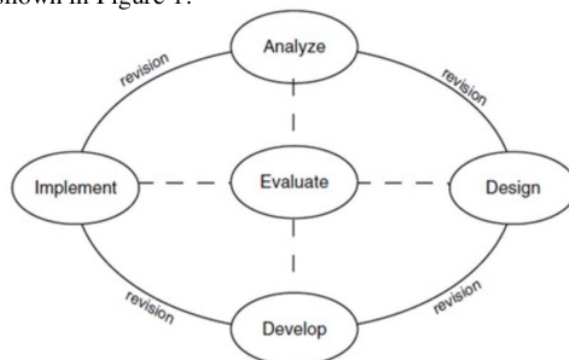 shown in Figure 1.
Analyze
revision
revision
Implement
Evaluate
Design
revision
revision
Develop